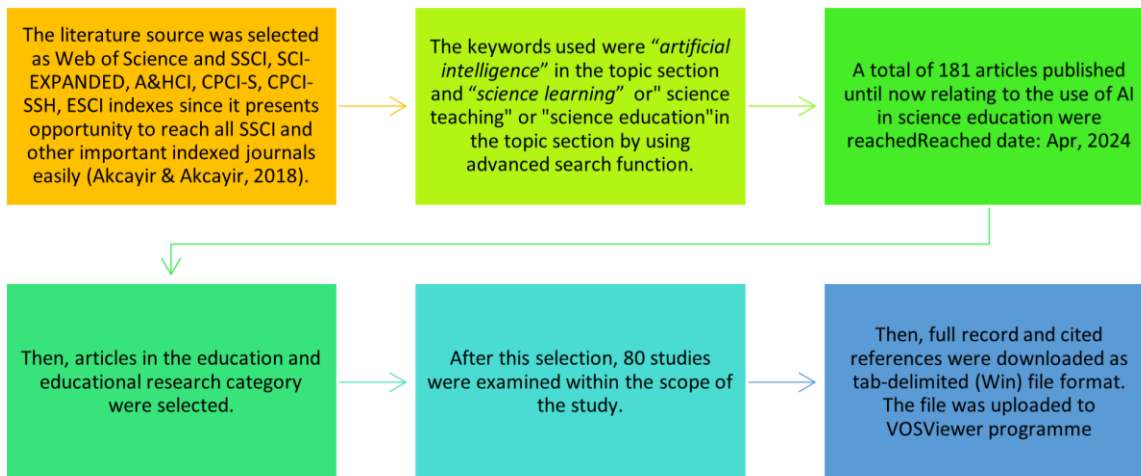 The literature source was selected
as Web of Science and SSCI, SCI-
EXPANDED, A&HCI, CPCI-S, CPCI-
SSH, ESCI indexes since it presents
opportunity to reach all SSCI and
other important indexed journals
easily (Akcayir & Akcayir, 2018).
The keywords used were “artificial
intelligence” in the topic section
and “science learning” or" science
teaching" or "science education"in
the topic section by using
advanced search function.
A total of 181 articles published
until now relating to the use of AI
in science education were
reachedReached date: Apr, 2024
Then, articles in the education and
educational research category
were selected.
After this selection, 80 studies
were examined within the scope of
the study.
Then, full record and cited
references were downloaded as
tab-delimited (Win) file format.
The file was uploaded to
VOSViewer programme